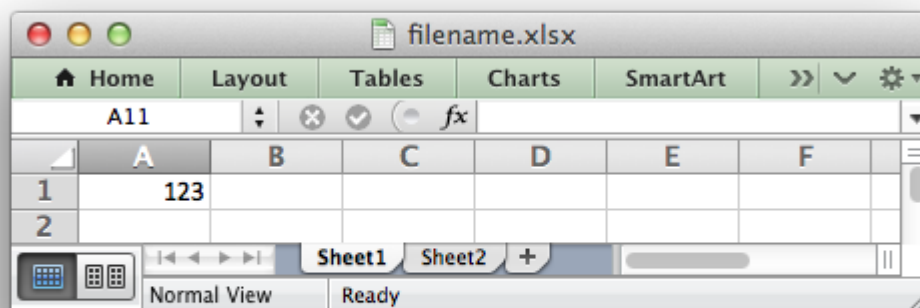 filename.xlsx
Home Layout Tables Charts SmartArt
A11 fx
A B C D E F
1 123
2
Sheet1 Sheet2 +
Normal View Ready